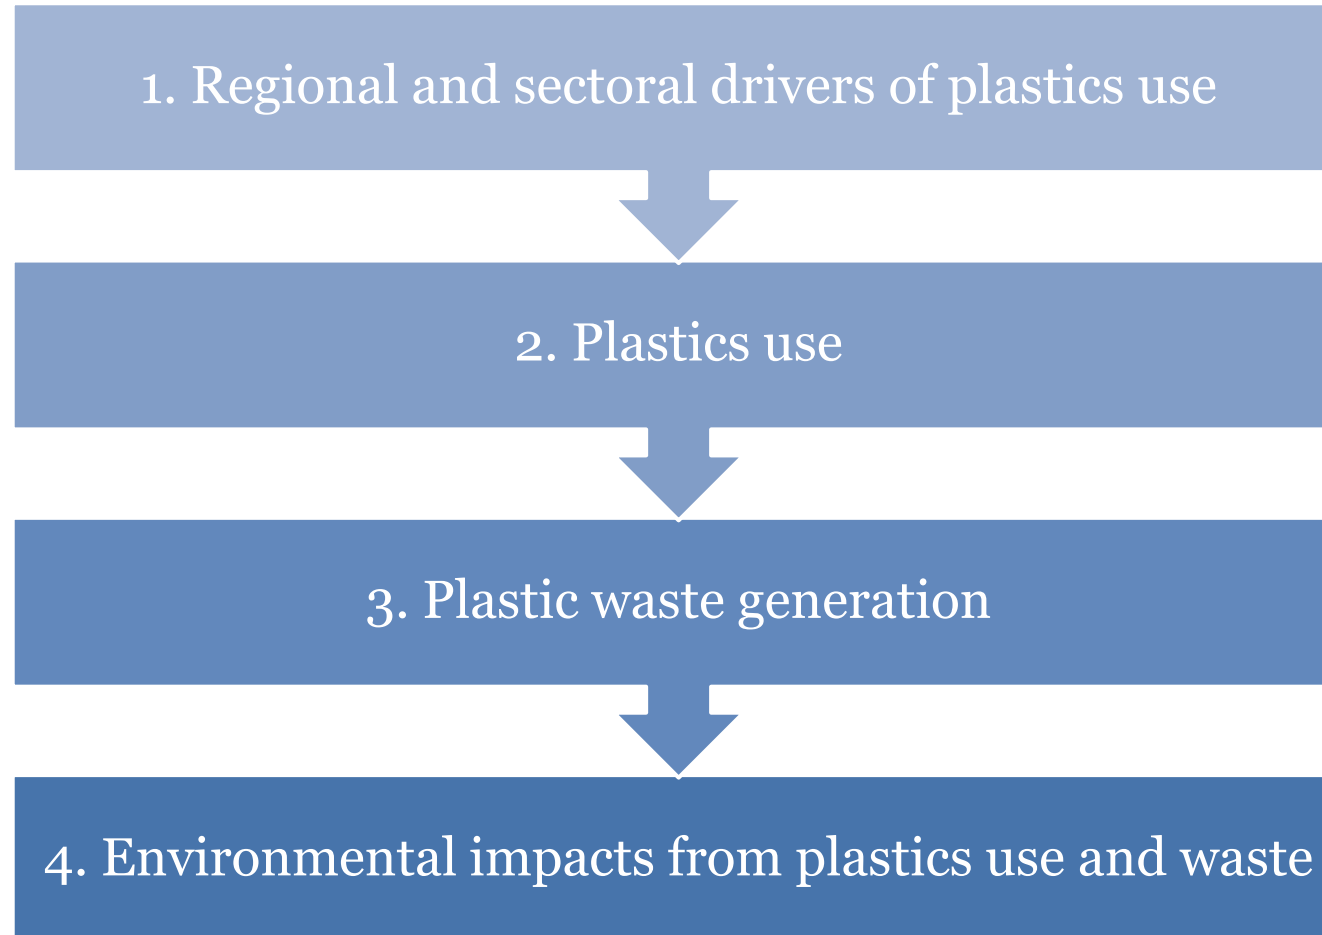 1. Regional and sectoral drivers of plastics use
2. Plastics use
3. Plastic waste generation
4. Environmental impacts from plastics use and waste